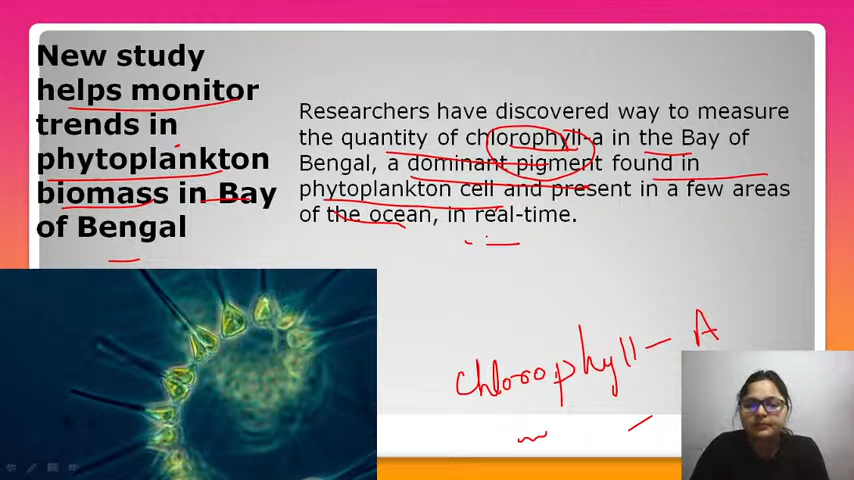 New study
helps monitor
trends in
phytoplankton
biomass in Bay
of Bengal
Researchers have discovered way to measure
the quantity of chlorophyll-a in the Bay of
Bengal, a dominant pigment found in
phytoplankton cell and present in a few areas
of the ocean, in real-time.
chlorophyll - A